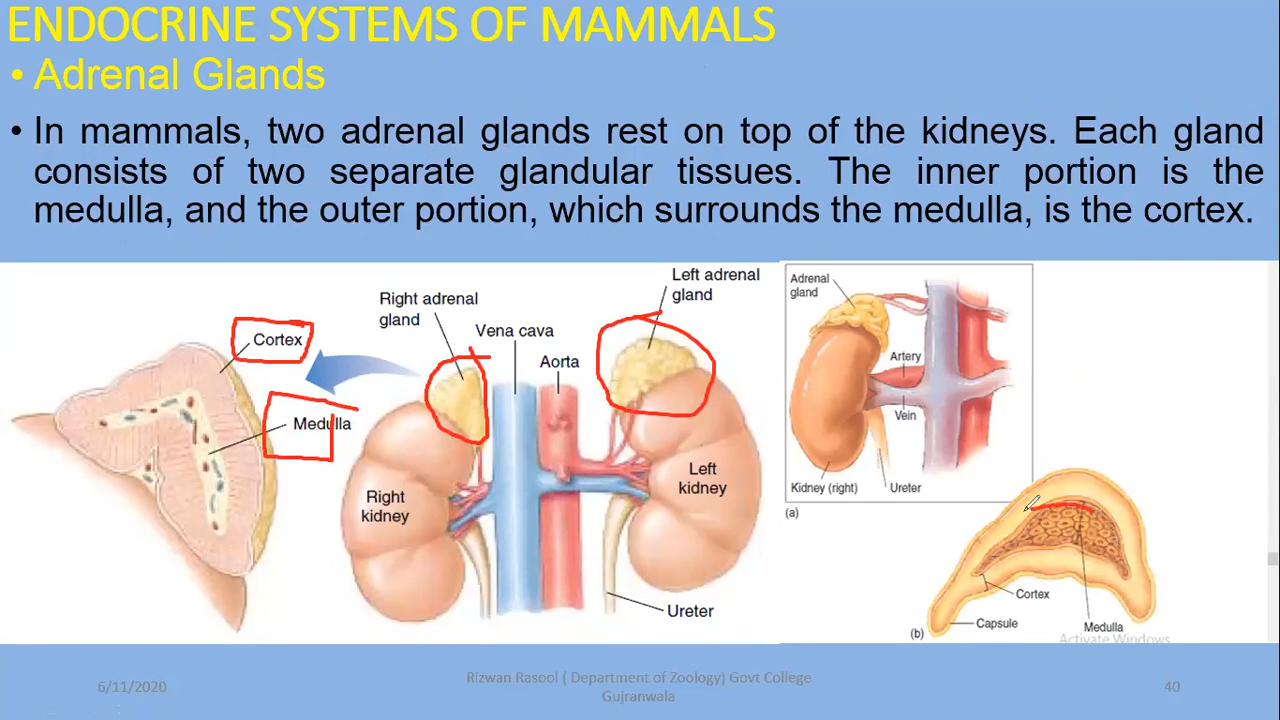 ENDOCRINE SYSTEMS OF MAMMALS
• Adrenal Glands
• In mammals, two adrenal glands rest on top of the kidneys. Each gland
consists of two separate glandular tissues. The inner portion is the
medulla, and the outer portion, which surrounds the medulla, is the cortex.
Cortex
Medulla
Right adrenal
gland
Vena cava
Aorta
Left adrenal
gland
Right
kidney
Left
kidney
Ureter
Adrenal
gland
Artery
Vein
Kidney (right)
Ureter
(a)
Cortex
Capsule
Medulla
(b)
Activate Windows
6/11/2020
Rizwan Rasool ( Department of Zoology) Govt College
Gujranwala
40